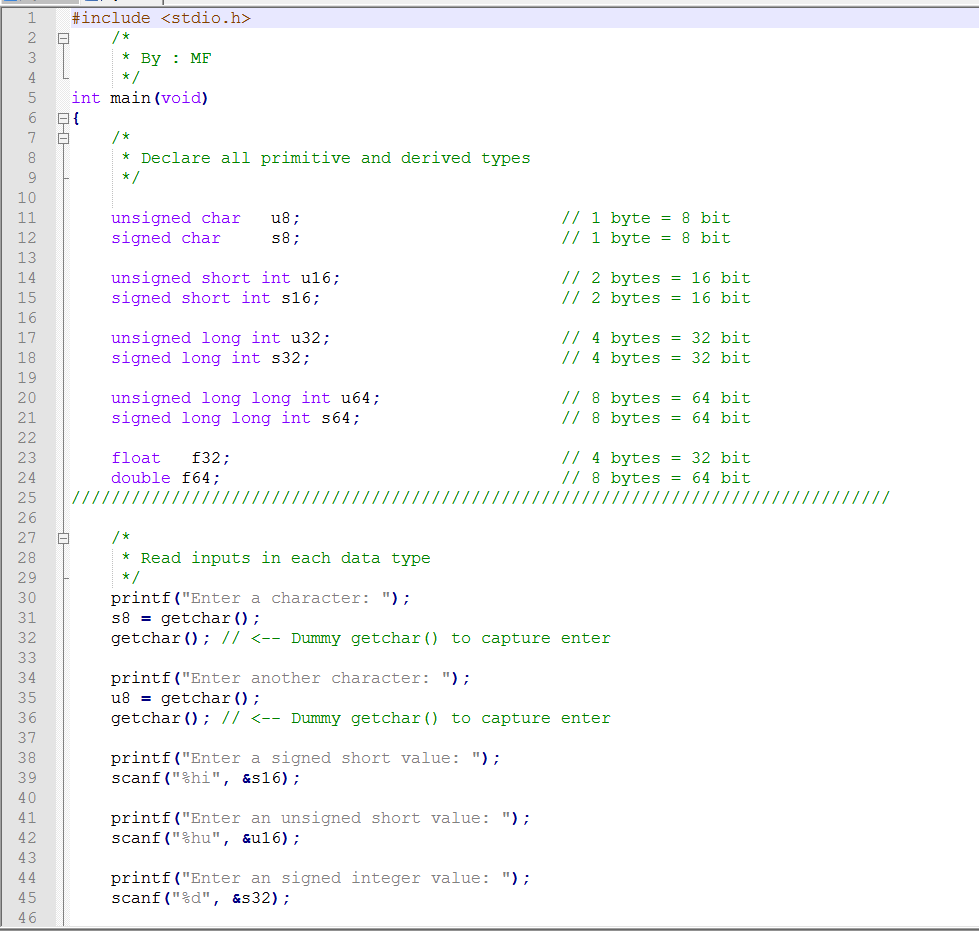 1 #include <stdio.h>
2 /*
3 * By : MF
4 */
5 int main(void)
6 {
7 /*
8 * Declare all primitive and derived types
9 */
10
11 unsigned char   u8; // 1 byte = 8 bit
12 signed char     s8; // 1 byte = 8 bit
13
14 unsigned short int u16; // 2 bytes = 16 bit
15 signed short int s16; // 2 bytes = 16 bit
16
17 unsigned long int u32; // 4 bytes = 32 bit
18 signed long int s32; // 4 bytes = 32 bit
19
20 unsigned long long int u64; // 8 bytes = 64 bit
21 signed long long int s64; // 8 bytes = 64 bit
22
23 float   f32; // 4 bytes = 32 bit
24 double f64; // 8 bytes = 64 bit
25 //////////////////////////////////////////////////////////////////////////////////
26
27 /*
28 * Read inputs in each data type
29 */
30 printf("Enter a character: ");
31 s8 = getchar();
32 getchar(); // <-- Dummy getchar() to capture enter
33
34 printf("Enter another character: ");
35 u8 = getchar();
36 getchar(); // <-- Dummy getchar() to capture enter
37
38 printf("Enter a signed short value: ");
39 scanf("%hi", &s16);
40
41 printf("Enter an unsigned short value: ");
42 scanf("%hu", &u16);
43
44 printf("Enter an signed integer value: ");
45 scanf("%d", &s32);
46